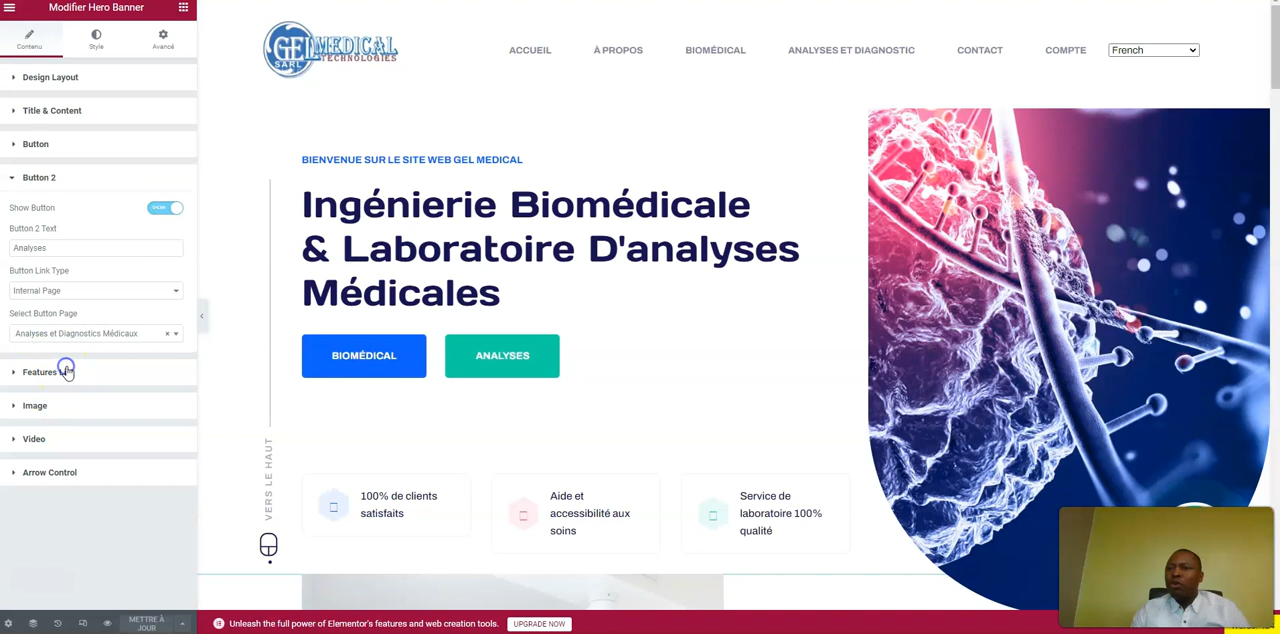 Modifier Hero Banner
Contenu
Style
Avancé
Design Layout
Title & Content
Button
Button 2
Show Button
SHOW
Button 2 Text
Analyses
Button Link Type
Internal Page
Select Button Page
Analyses et Diagnostics Médicaux
Features
Image
Video
Arrow Control
METTRE À
JOUR
GEL MEDICAL
TECHNOLOGIES
SARL
ACCUEIL
À PROPOS
BIOMÉDICAL
ANALYSES ET DIAGNOSTIC
CONTACT
COMPTE
French
BIENVENUE SUR LE SITE WEB GEL MEDICAL
Ingénierie Biomédicale
& Laboratoire D'analyses
Médicales
BIOMÉDICAL
ANALYSES
VERS LE HAUT
100% de clients
satisfaits
Aide et
accessibilité aux
soins
Service de
laboratoire 100%
qualité
Unleash the full power of Elementor's features and web creation tools.
UPGRADE NOW